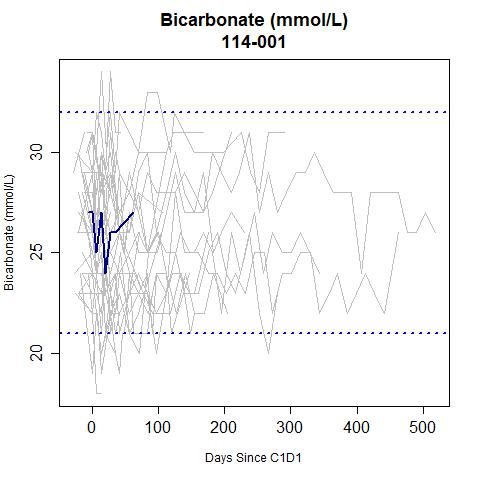 Bicarbonate (mmol/L)
114-001
Bicarbonate (mmol/L)
30
25
20
0 100 200 300 400 500
Days Since C1D1